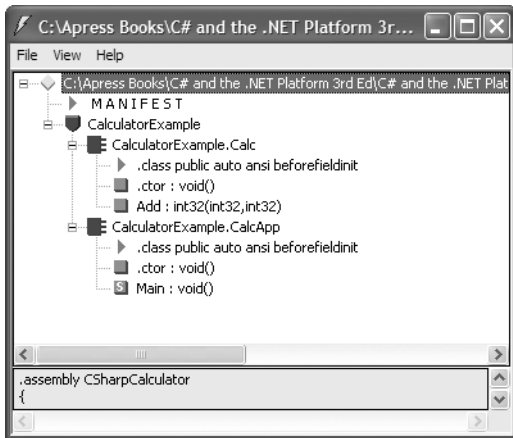 C:\Apress Books\C# and the .NET Platform 3r...
File View Help
C:\Apress Books\C# and the .NET Platform 3rd Ed\C# and the .NET Plat
MANIFEST
CalculatorExample
CalculatorExample.Calc
.class public auto ansi beforefieldinit
.ctor : void()
Add : int32(int32,int32)
CalculatorExample.CalcApp
.class public auto ansi beforefieldinit
.ctor : void()
S Main : void()
.assembly CSharpCalculator
{